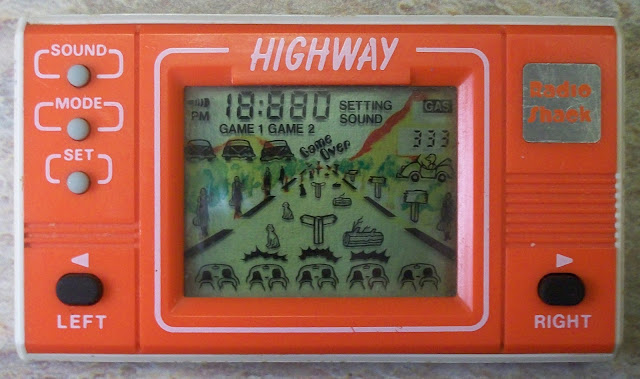 SOUND
MODE
SET
LEFT
HIGHWAY
PM 18:880 SETTING
SOUND
GAME 1 GAME 2
GAS
333
Game
Over
Radio
Shack
RIGHT